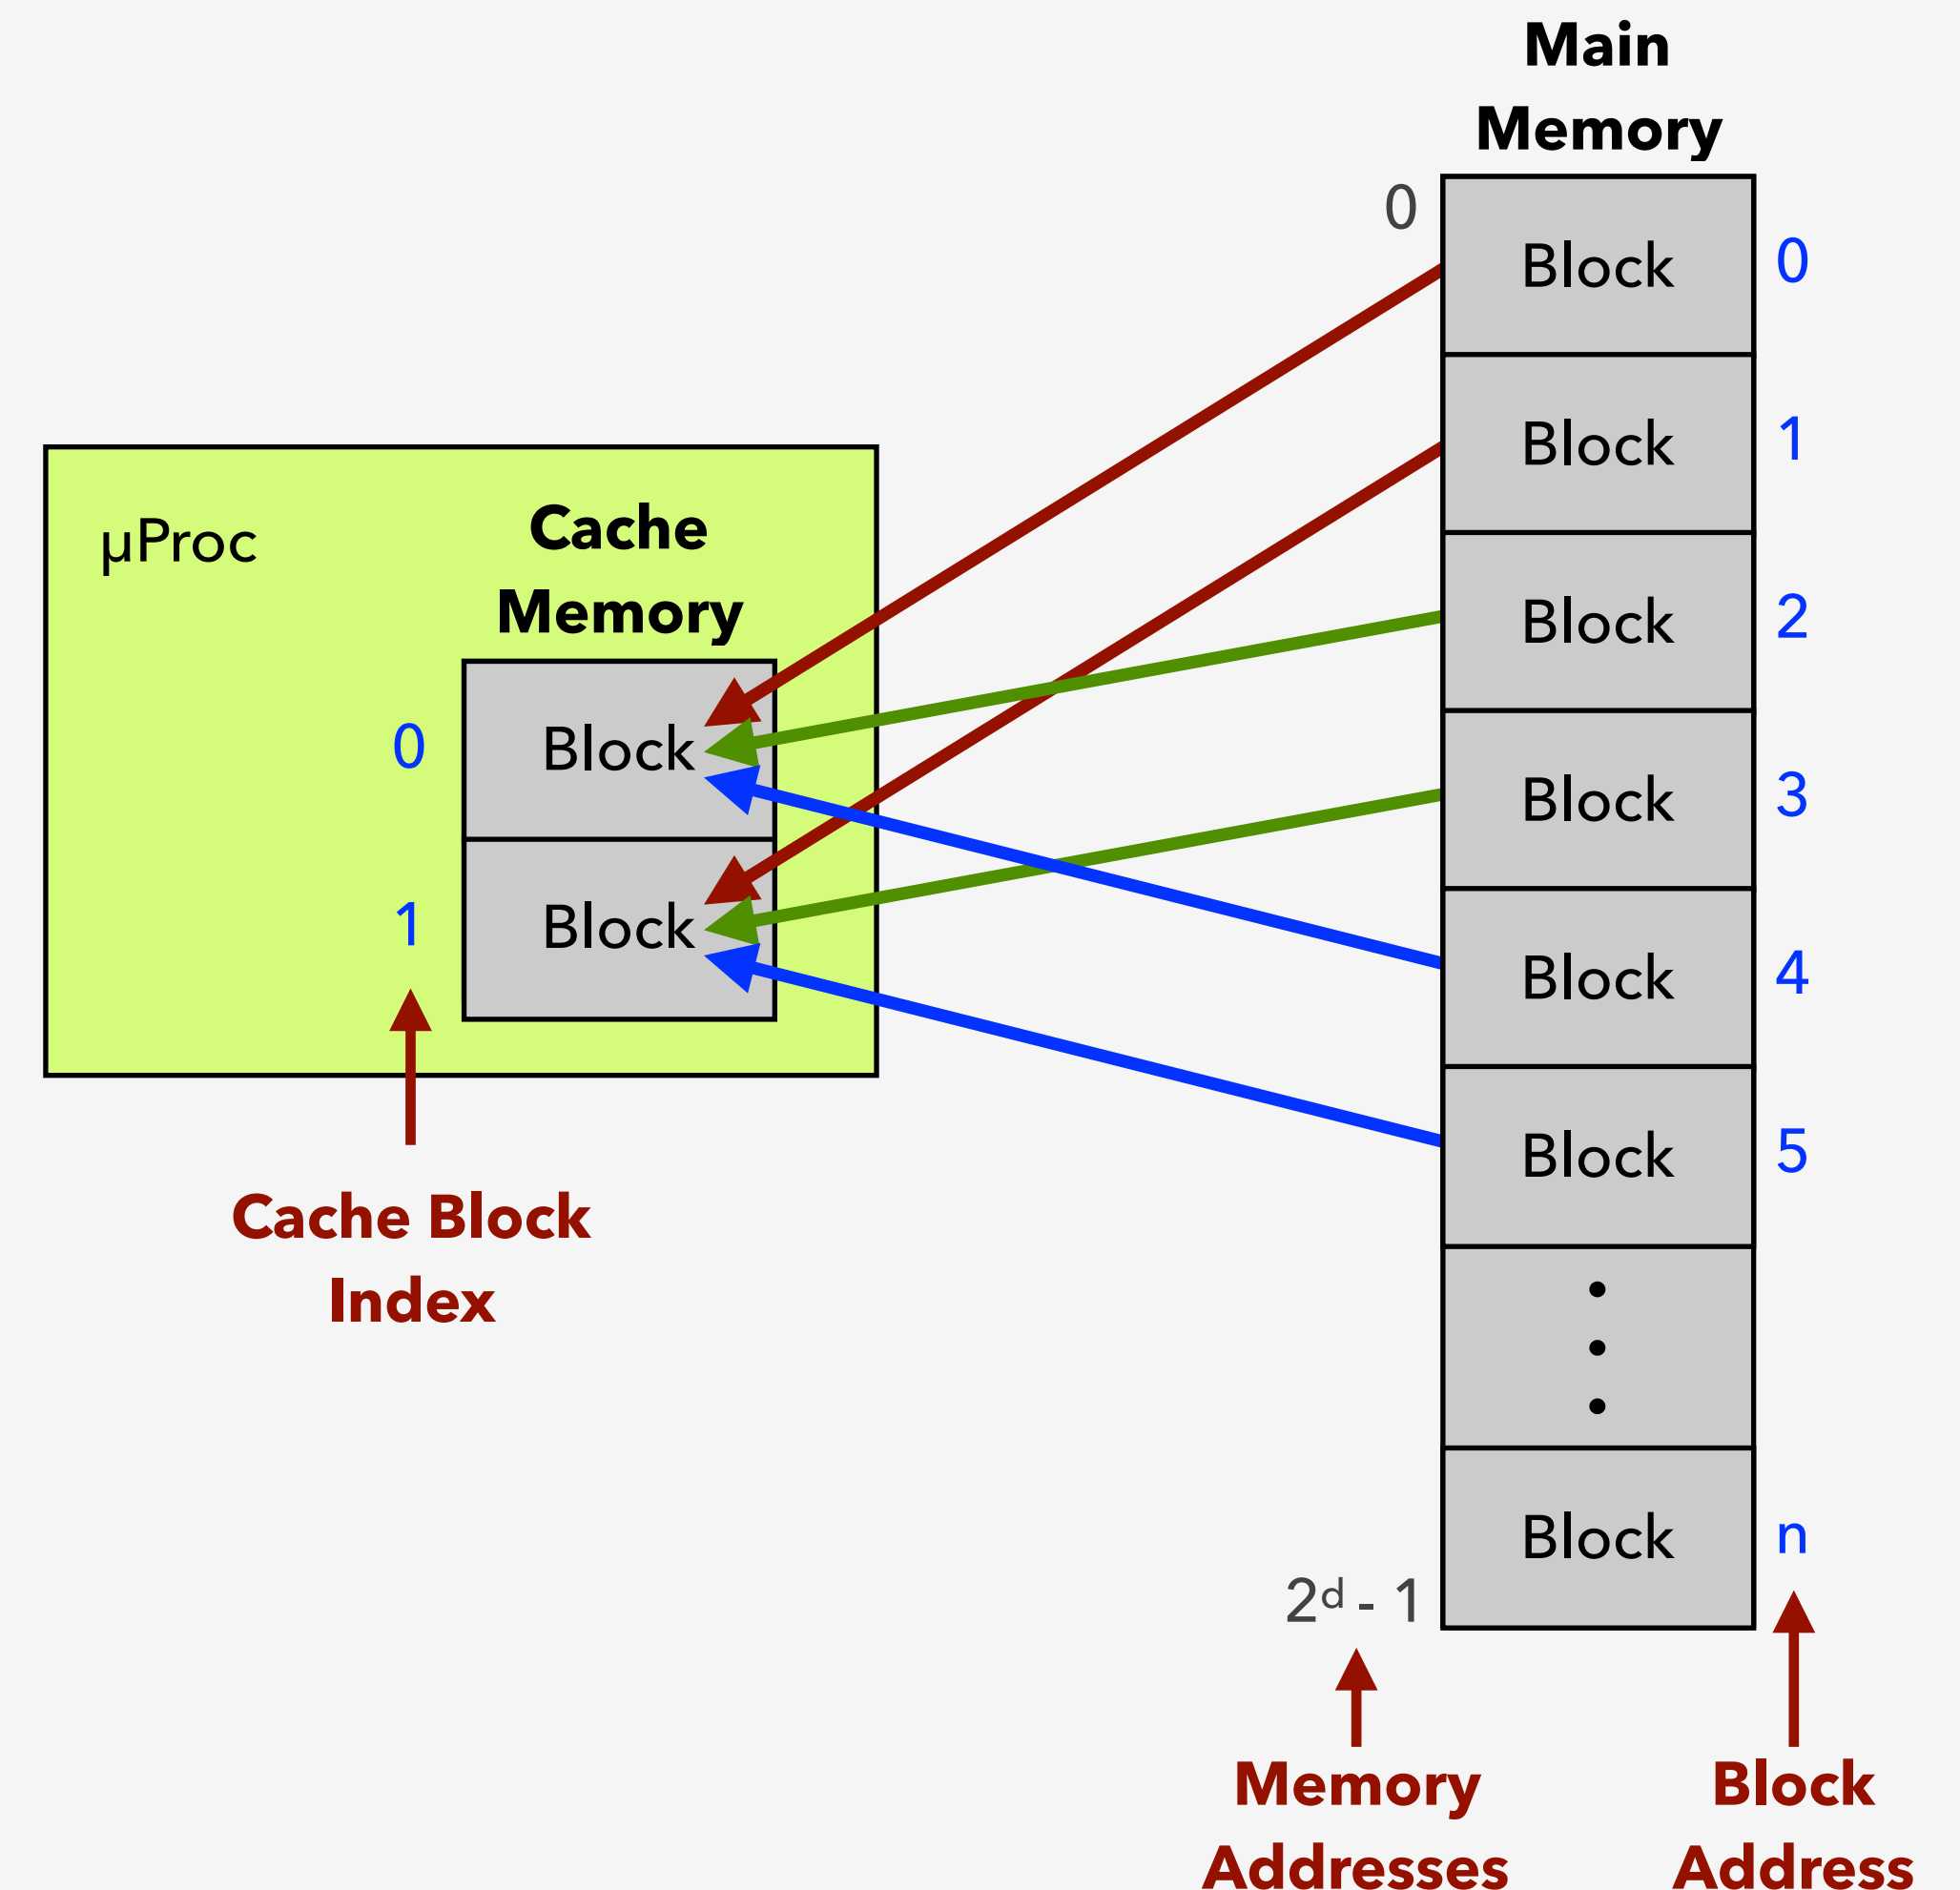 Main
Memory
0
Block 0
Block 1
µProc
Cache
Memory
Block 2
0 Block
Block 3
1 Block
Block 4
Block 5
Cache Block
Index
Block n
2ᵈ - 1
Memory
Addresses
Block
Address